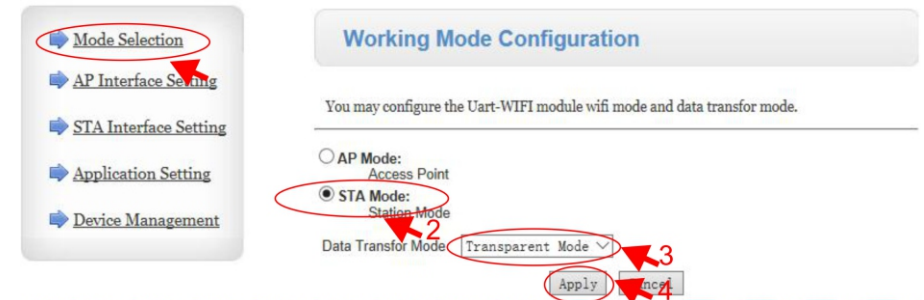 Mode Selection
AP Interface Setting
STA Interface Setting
Application Setting
Device Management
Working Mode Configuration
You may configure the Uart-WIFI module wifi mode and data transfor mode.
AP Mode:
Access Point
STA Mode:
Station Mode
2
Data Transfor Mode Transparent Mode
3
Apply Cancel
4